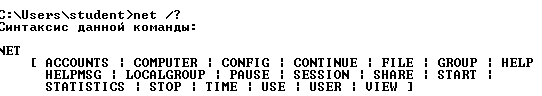 C:\Users\student>net /?
Синтаксис данной команды:
NET
[ ACCOUNTS ¦ COMPUTER ¦ CONFIG ¦ CONTINUE ¦ FILE ¦ GROUP ¦ HELP
HELPMSG ¦ LOCALGROUP ¦ PAUSE ¦ SESSION ¦ SHARE ¦ START ¦
STATISTICS ¦ STOP ¦ TIME ¦ USE ¦ USER ¦ VIEW ]